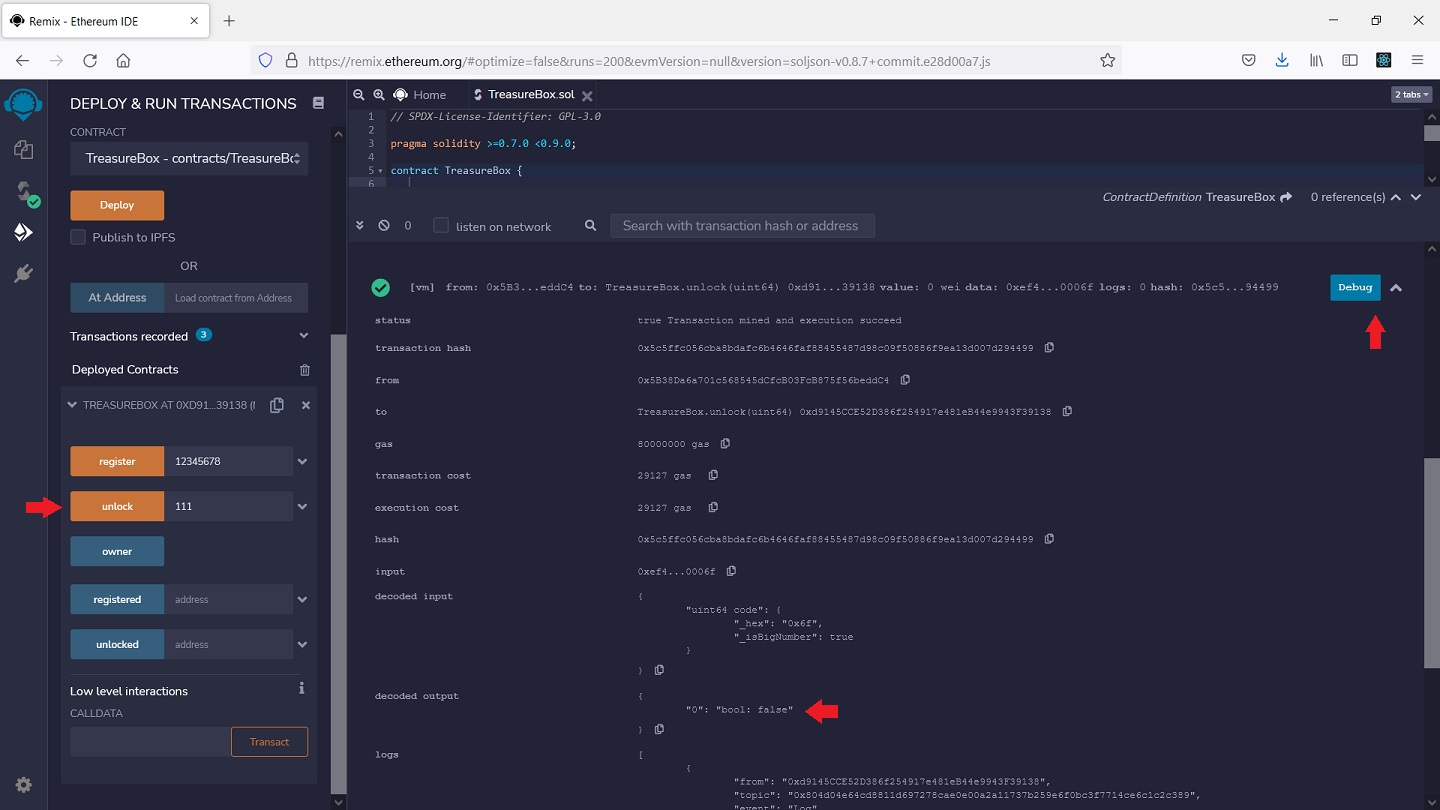 Remix - Ethereum IDE
https://remix.ethereum.org/#optimize=false&runs=200&evmVersion=null&version=soljson-v0.8.7+commit.e28d00a7.js
DEPLOY & RUN TRANSACTIONS
CONTRACT
TreasureBox - contracts/TreasureBo
Deploy
Publish to IPFS
OR
At Address Load contract from Address
Transactions recorded 3
Deployed Contracts
TREASUREBOX AT 0XD91...39138 (
register 12345678
unlock 111
owner
registered address
unlocked address
Low level interactions i
CALLDATA
Transact
Home TreasureBox.sol 2 tabs
1 // SPDX-License-Identifier: GPL-3.0
2
3 pragma solidity >=0.7.0 <0.9.0;
4
5 contract TreasureBox {
6
ContractDefinition TreasureBox 0 reference(s)
0 listen on network Search with transaction hash or address
[vm] from: 0x5B3...eddC4 to: TreasureBox.unlock(uint64) 0xd91...39138 value: 0 wei data: 0xef4...0006f logs: 0 hash: 0x5c5...94499 Debug
status true Transaction mined and execution succeed
transaction hash 0x5c5ffc056cba8bdafc6b4646faf88455487d98c09f50886f9ea13d007d294499
from 0x5B38Da6a701c568545dCfcB03FcB875f56beddC4
to TreasureBox.unlock(uint64) 0xd9145CCE52D386f254917e481eB44e9943F39138
gas 80000000 gas
transaction cost 29127 gas
execution cost 29127 gas
hash 0x5c5ffc056cba8bdafc6b4646faf88455487d98c09f50886f9ea13d007d294499
input 0xef4...0006f
decoded input {
"uint64 code": {
"_hex": "0x6f",
"_isBigNumber": true
}
}
decoded output {
"0": "bool: false"
}
logs [
{
"from": "0xd9145CCE52D386f254917e481eB44e9943F39138",
"topic": "0x804d04e64cd8811d697278cae0e00a2a11737b259e6f0bc3f7714ce6c1c2c389",
"event": "Log"